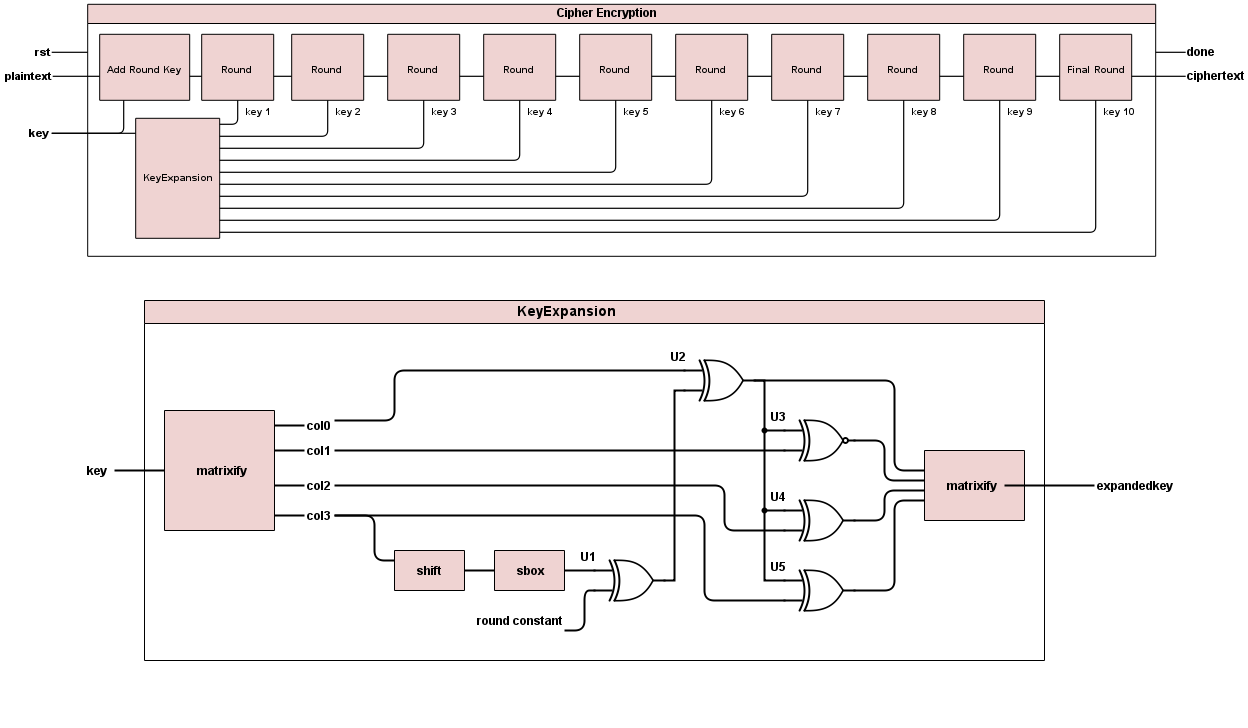 Cipher Encryption
rst
done
Add Round Key Round Round Round Round Round Round Round Round Round Final Round
plaintext
ciphertext
key 1 key 2 key 3 key 4 key 5 key 6 key 7 key 8 key 9 key 10
key
KeyExpansion
KeyExpansion
U2
U3
col0
col1
key
matrixify
col2
U4
matrixify
expandedkey
col3
U1
U5
shift
sbox
round constant